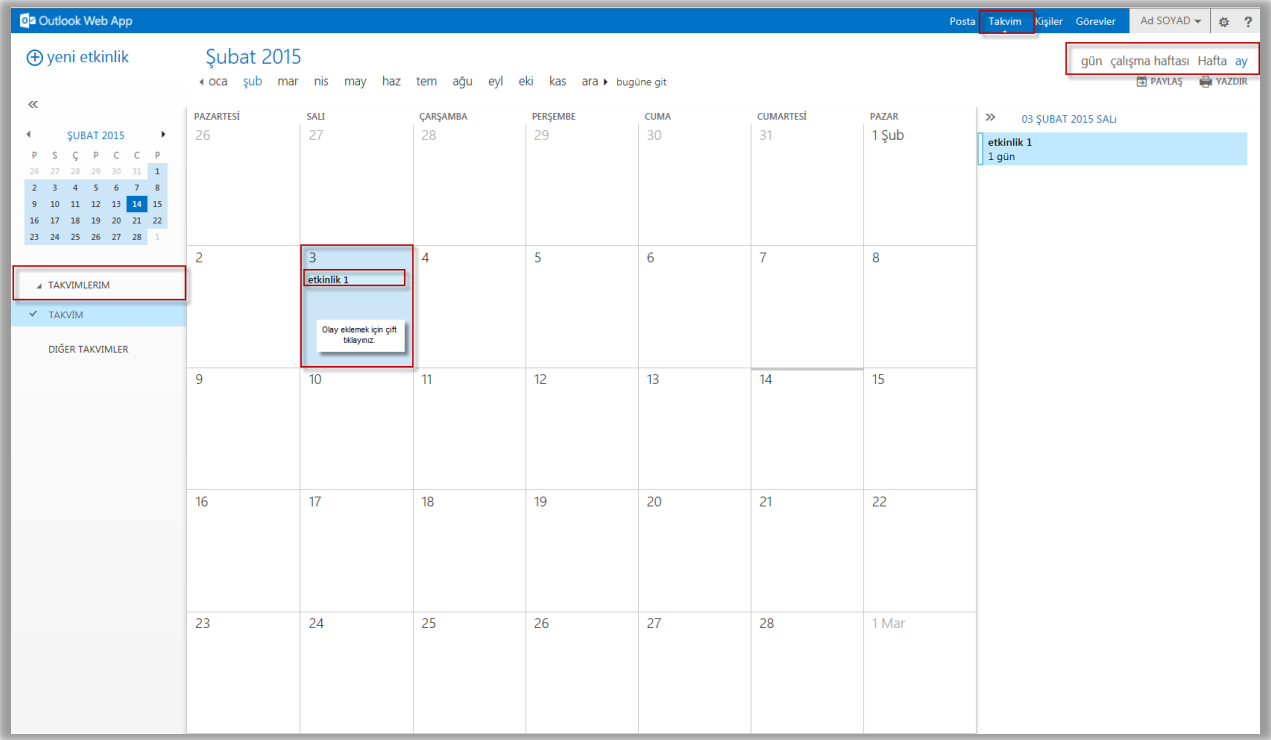 Outlook Web App
Posta Takvim Kişiler Görevler Ad SOYAD ?
yeni etkinlik
Şubat 2015
gün çalışma haftası Hafta ay
oca şub mar nis may haz tem ağu eyl eki kas ara bugüne git
PAYLAŞ YAZDIR
«
ŞUBAT 2015
P S Ç P C C P
26 27 28 29 30 31 1
2 3 4 5 6 7 8
9 10 11 12 13 14 15
16 17 18 19 20 21 22
23 24 25 26 27 28 1
TAKVIMLERIM
TAKVİM
DIĞER TAKVIMLER
PAZARTESİ SALI ÇARŞAMBA PERŞEMBE CUMA CUMARTESİ PAZAR
26 27 28 29 30 31 1 Şub
2 3 4 5 6 7 8
etkinlik 1
Olay eklemek için çift
tıklayınız.
9 10 11 12 13 14 15
16 17 18 19 20 21 22
23 24 25 26 27 28 1 Mar
» 03 ŞUBAT 2015 SALı
etkinlik 1
1 gün